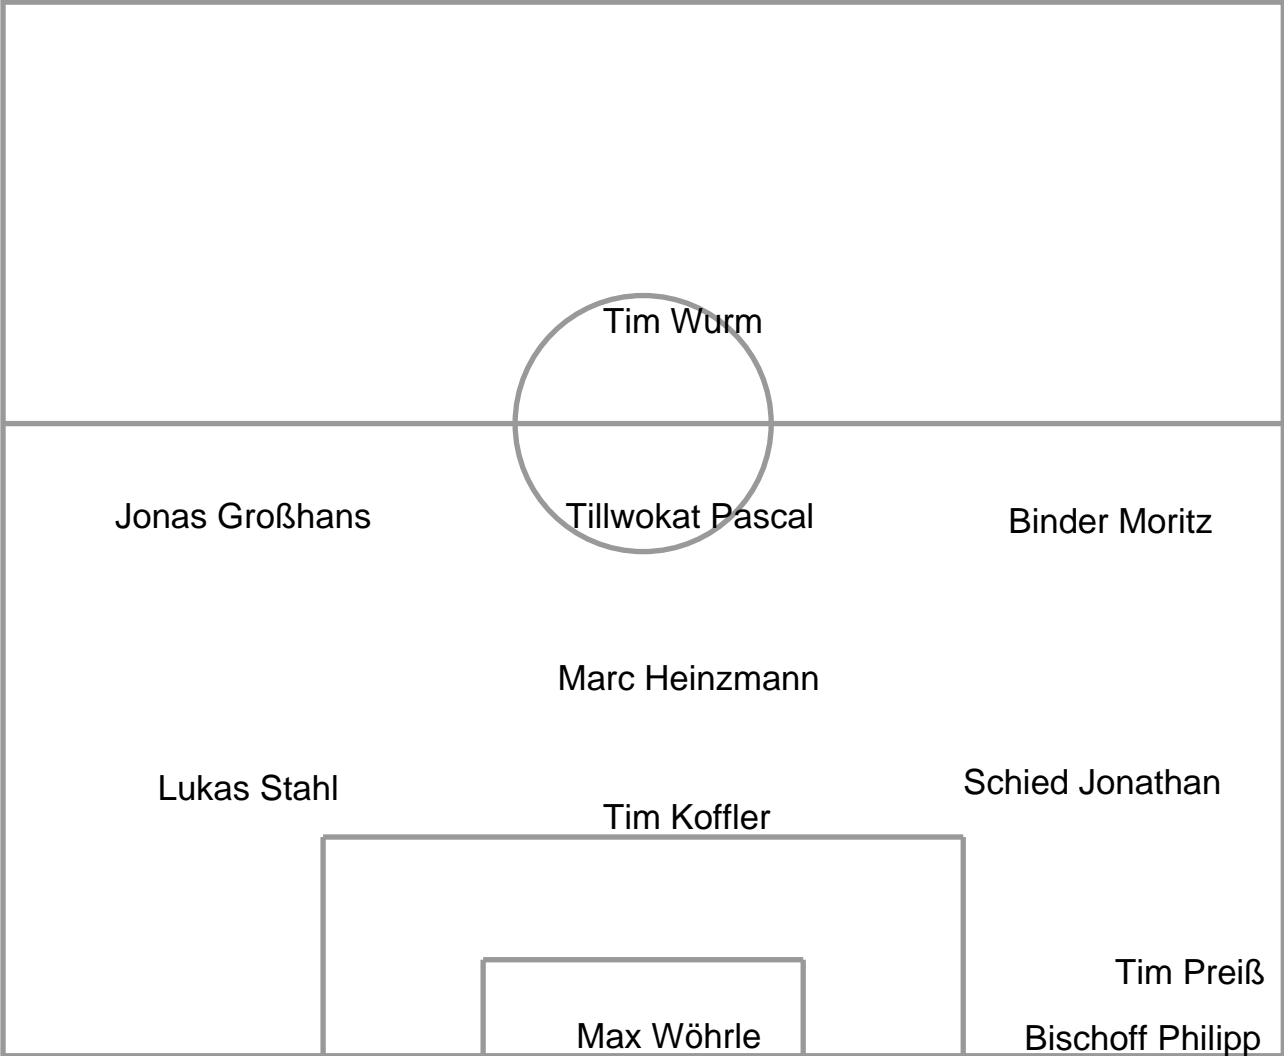 Tim Wurm
Jonas Großhans
Tillwokat Pascal
Binder Moritz
Marc Heinzmann
Lukas Stahl
Schied Jonathan
Tim Koffler
Tim Preiß
Max Wöhrle
Bischoff Philipp